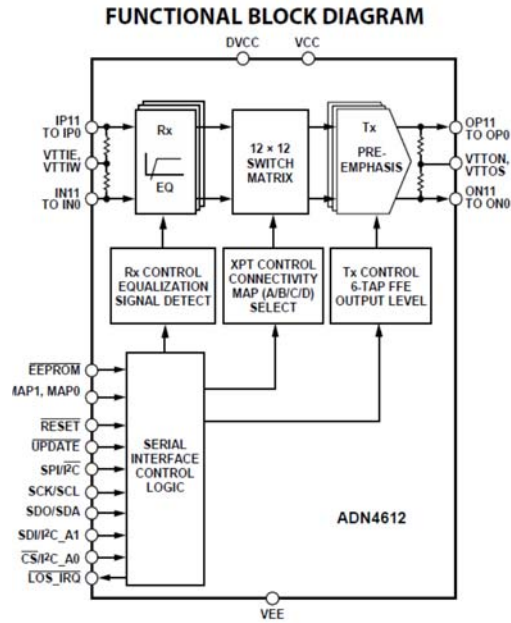 FUNCTIONAL BLOCK DIAGRAM
DVCC
VCC
IP11
TO IP0
VTTIE,
VTTIW
IN11
TO IN0
Rx
EQ
12 × 12
SWITCH
MATRIX
Tx
PRE-
EMPHASIS
OP11
TO OP0
VTTON,
VTTOS
ON11
TO ON0
Rx CONTROL
EQUALIZATION
SIGNAL DETECT
XPT CONTROL
CONNECTIVITY
MAP (A/B/C/D)
SELECT
Tx CONTROL
6-TAP FFE
OUTPUT LEVEL
EEPROM
MAP1, MAP0
RESET
UPDATE
SPI/I²C
SCK/SCL
SDO/SDA
SDI/I²C_A1
CS/I²C_A0
LOS_IRQ
SERIAL
INTERFACE
CONTROL
LOGIC
ADN4612
VEE